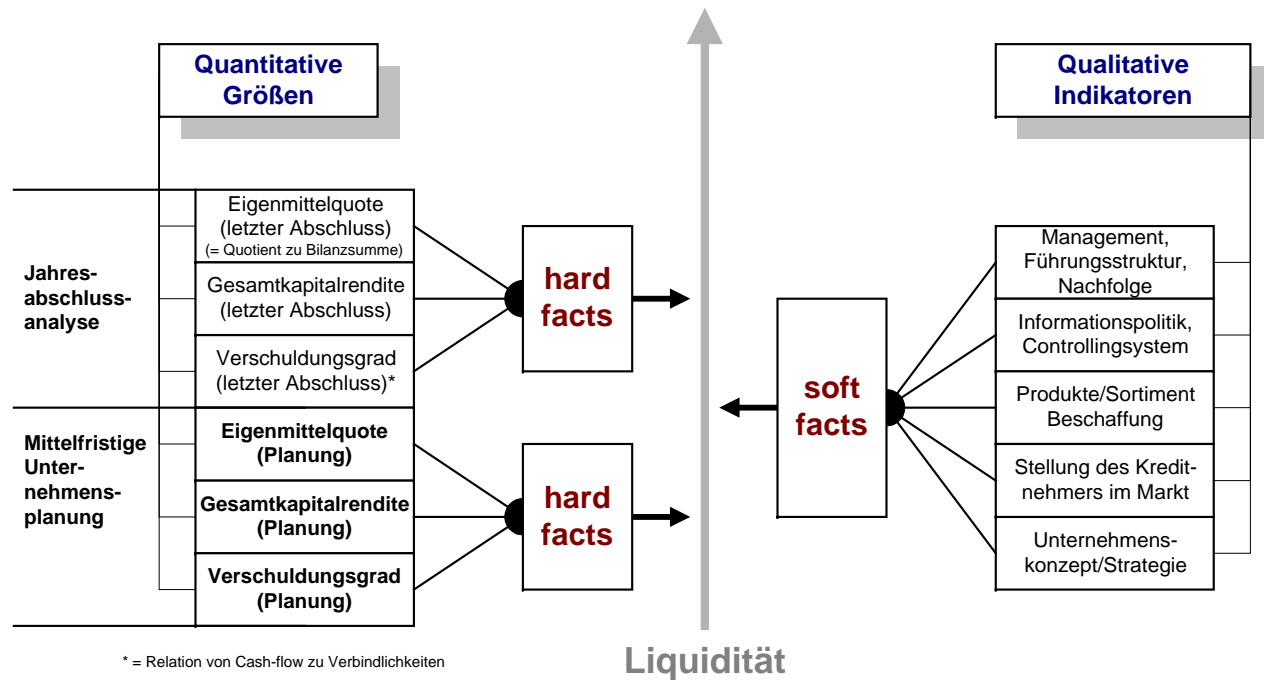 Quantitative
Größen
Qualitative
Indikatoren
Jahres-
abschluss-
analyse
Eigenmittelquote
(letzter Abschluss)
(= Quotient zu Bilanzsumme)
Gesamtkapitalrendite
(letzter Abschluss)
Verschuldungsgrad
(letzter Abschluss)*
hard
facts
Mittelfristige
Unter-
nehmens-
planung
Eigenmittelquote
(Planung)
Gesamtkapitalrendite
(Planung)
Verschuldungsgrad
(Planung)
hard
facts
soft
facts
Management,
Führungsstruktur,
Nachfolge
Informationspolitik,
Controllingsystem
Produkte/Sortiment
Beschaffung
Stellung des Kredit-
nehmers im Markt
Unternehmens-
konzept/Strategie
* = Relation von Cash-flow zu Verbindlichkeiten
Liquidität